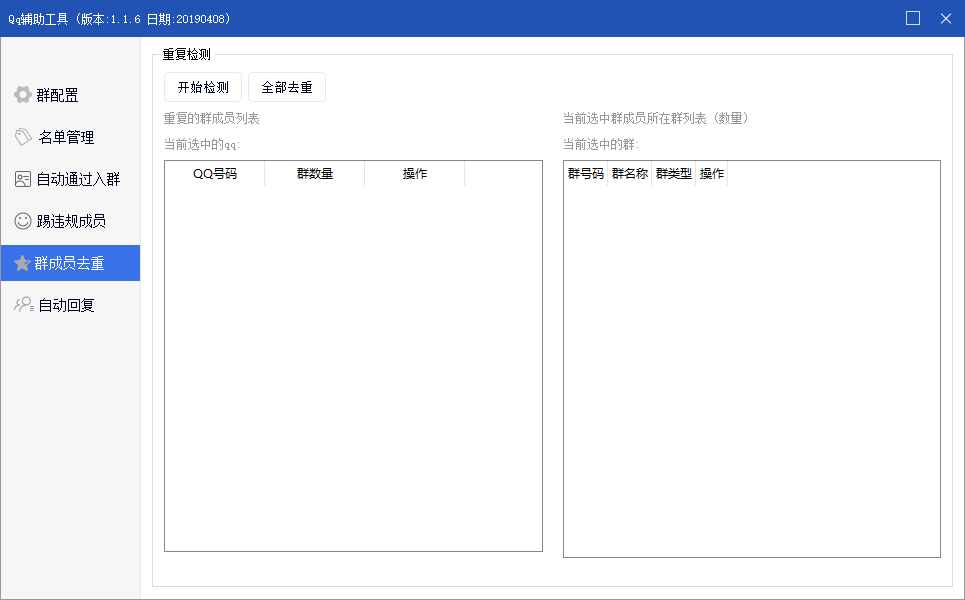 Qq辅助工具（版本:1.1.6 日期:20190408）
群配置
名单管理
自动通过入群
踢违规成员
群成员去重
自动回复
重复检测
开始检测 全部去重
重复的群成员列表
当前选中的qq:
QQ号码 群数量 操作
当前选中群成员所在群列表（数量）
当前选中的群:
群号码 群名称 群类型 操作